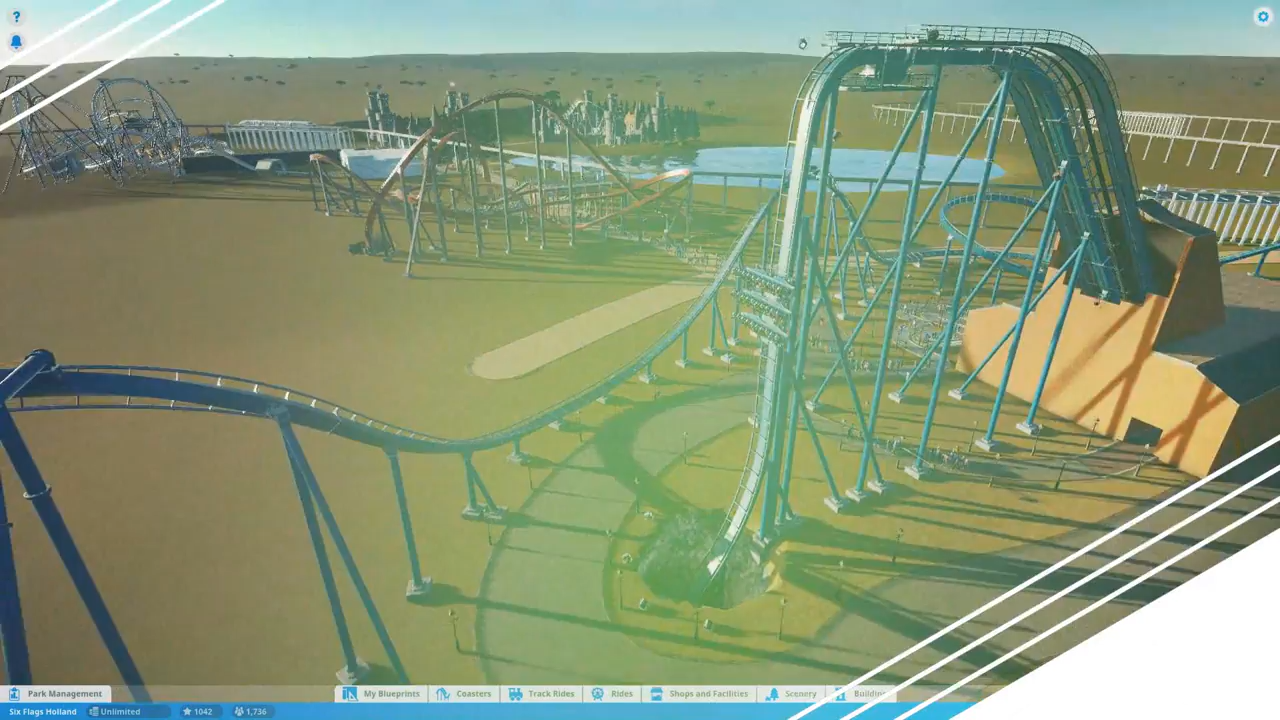 ?
Park Management
My Blueprints
Coasters
Track Rides
Rides
Shops and Facilities
Scenery
Building
Six Flags Holland
Unlimited
1042
1,736